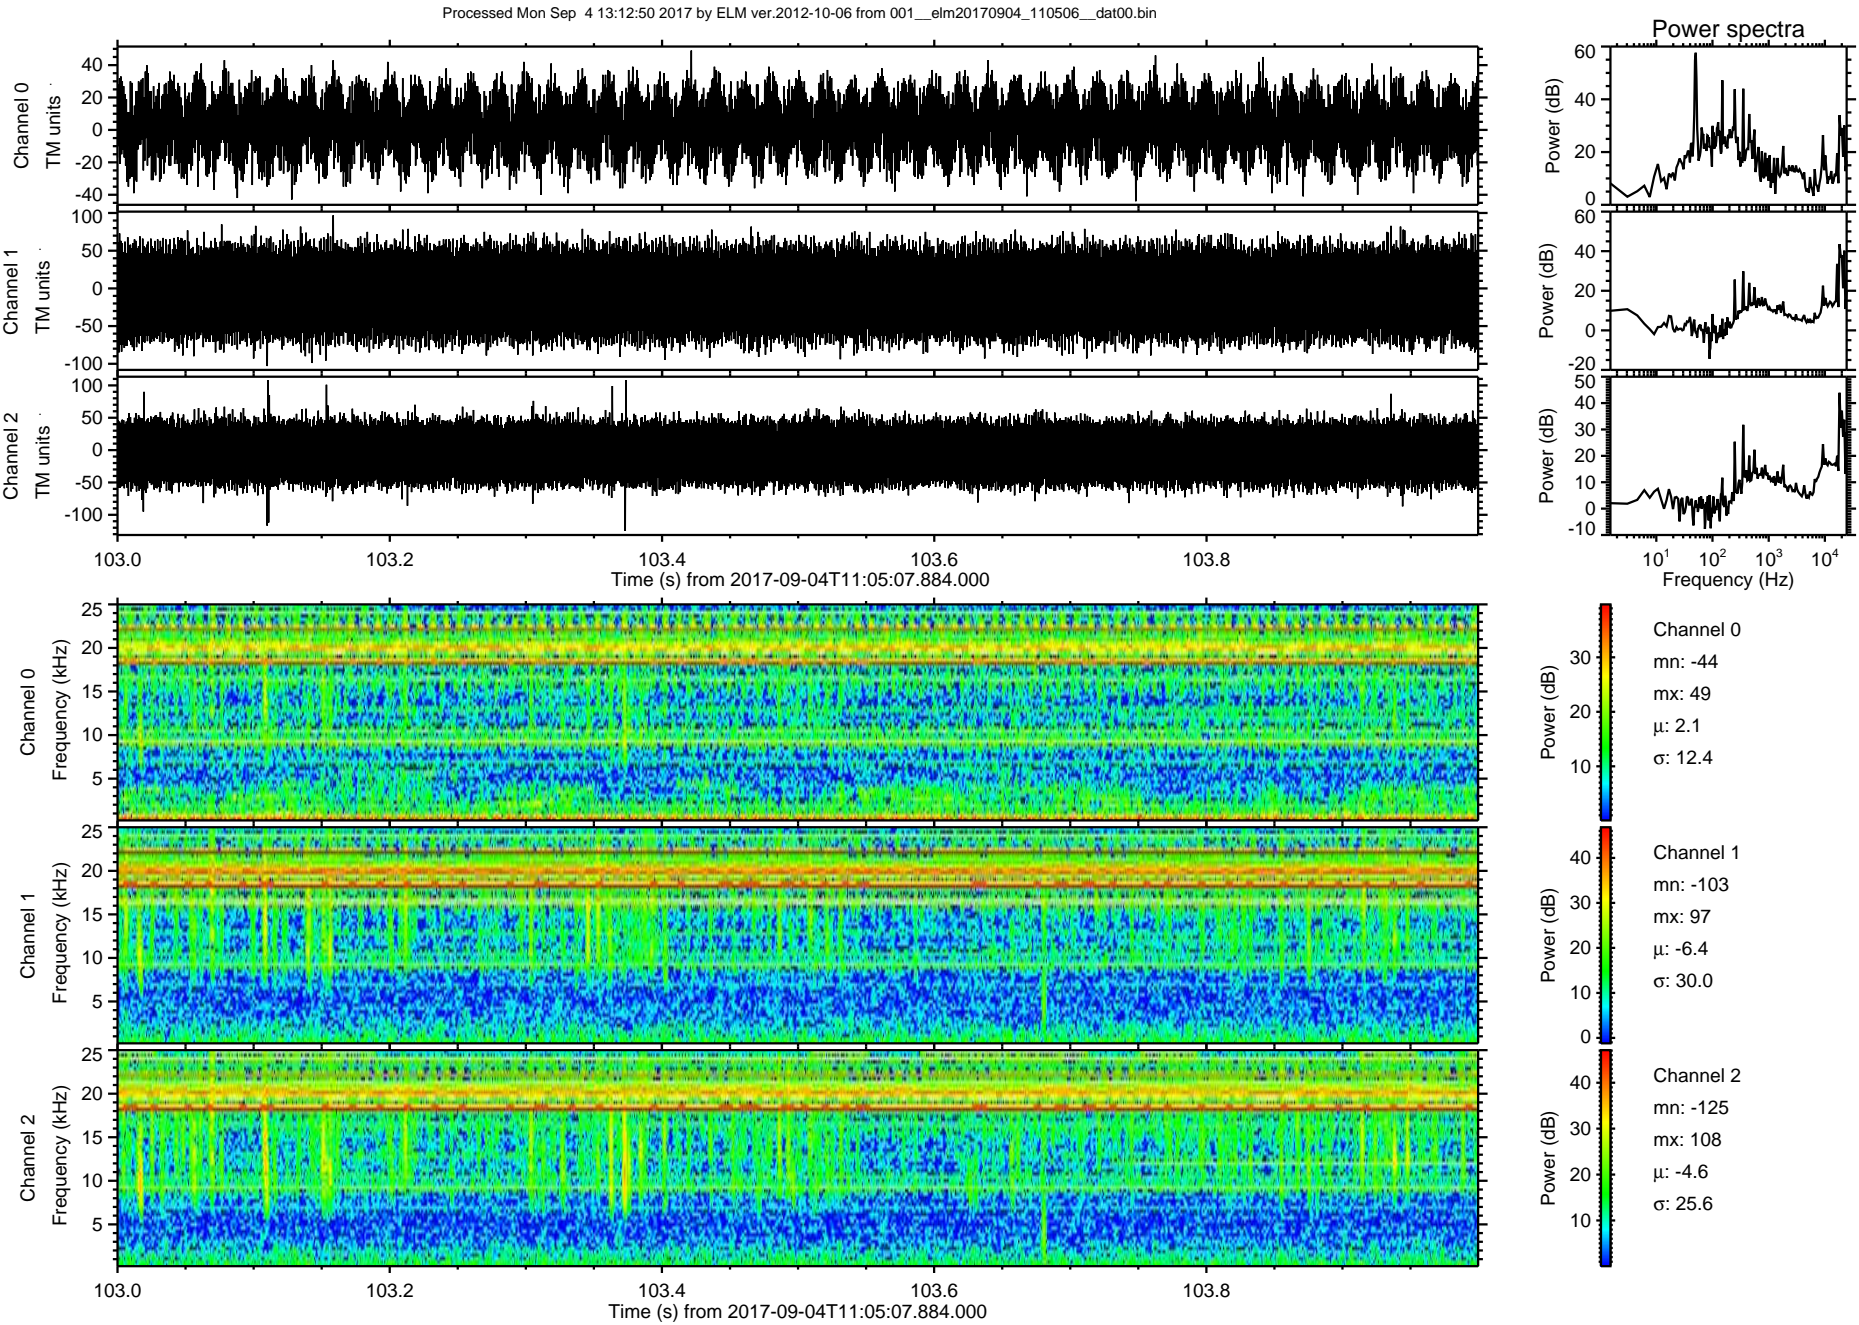 Processed Mon Sep  4 13:12:50 2017 by ELM ver.2012-10-06 from 001__elm20170904_110506__dat00.bin
Power spectra
Channel 0
TM units
40
20
0
-20
-40
Power (dB)
60
40
20
0
Channel 1
TM units
100
50
0
-50
-100
Power (dB)
60
40
20
0
-20
Channel 2
TM units
100
50
0
-50
-100
Power (dB)
50
40
30
20
10
0
-10
103.0 103.2 103.4 103.6 103.8
Time (s) from 2017-09-04T11:05:07.884.000
10¹ 10² 10³ 10⁴
Frequency (Hz)
Channel 0
Frequency (kHz)
25
20
15
10
5
Power (dB)
30
20
10
Channel 0
mn: -44
mx: 49
μ: 2.1
σ: 12.4
Channel 1
Frequency (kHz)
25
20
15
10
5
Power (dB)
40
30
20
10
0
Channel 1
mn: -103
mx: 97
μ: -6.4
σ: 30.0
Channel 2
Frequency (kHz)
25
20
15
10
5
Power (dB)
40
30
20
10
Channel 2
mn: -125
mx: 108
μ: -4.6
σ: 25.6
103.0 103.2 103.4 103.6 103.8
Time (s) from 2017-09-04T11:05:07.884.000